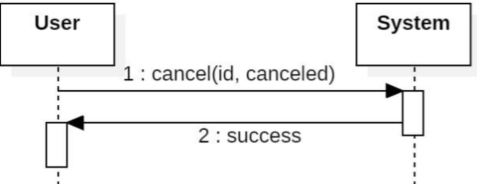 User
System
1 : cancel(id, canceled)
2 : success